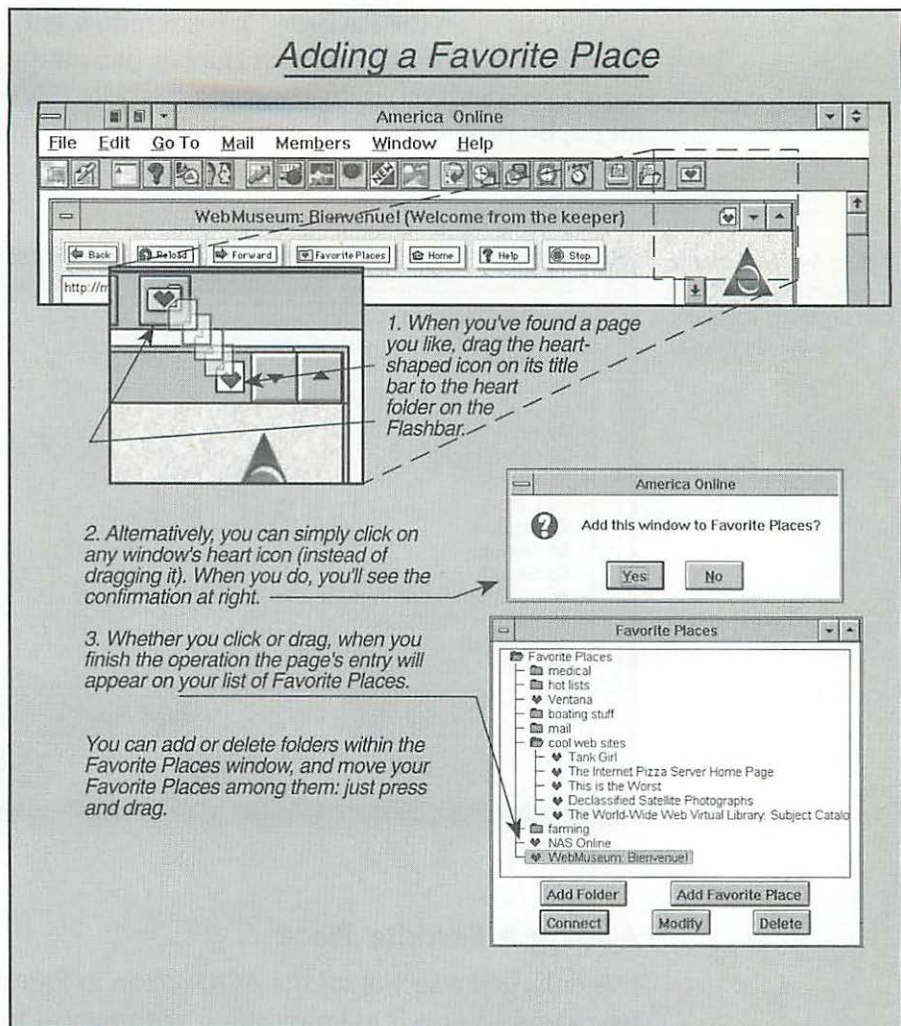 Adding a Favorite Place
America Online
File Edit Go To Mail Members Window Help
WebMuseum: Bienvenue! (Welcome from the keeper)
Back Reload Forward Favorite Places Home Help Stop
http://m
1. When you've found a page
you like, drag the heart-
shaped icon on its title
bar to the heart
folder on the
Flashbar.
America Online
Add this window to Favorite Places?
Yes No
2. Alternatively, you can simply click on
any window's heart icon (instead of
dragging it). When you do, you'll see the
confirmation at right.
3. Whether you click or drag, when you
finish the operation the page's entry will
appear on your list of Favorite Places.
You can add or delete folders within the
Favorite Places window, and move your
Favorite Places among them: just press
and drag.
Favorite Places
Favorite Places
medical
hot lists
Ventana
boating stuff
mail
cool web sites
Tank Girl
The Internet Pizza Server Home Page
This is the Worst
Declassified Satellite Photographs
The World-Wide Web Virtual Library: Subject Catalo
farming
NAS Online
WebMuseum: Bienvenue!
Add Folder Add Favorite Place
Connect Modify Delete